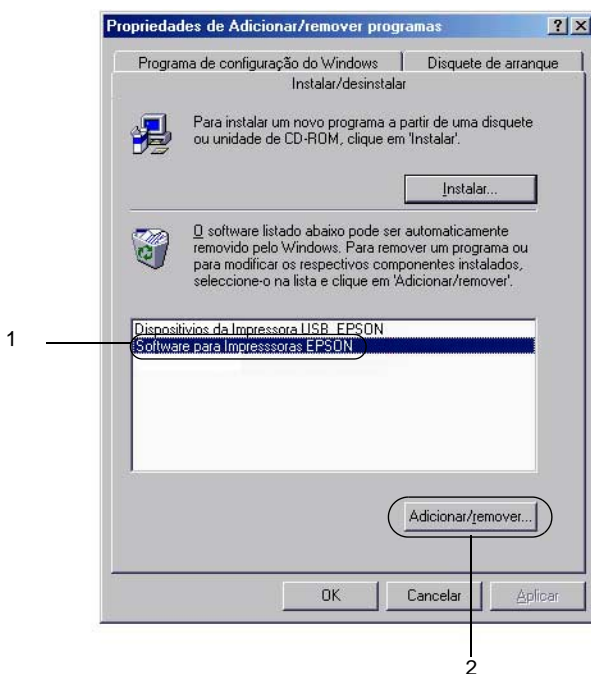 Propriedades de Adicionar/remover programas
Programa de configuração do Windows
Disquete de arranque
Instalar/desinstalar
Para instalar um novo programa a partir de uma disquete
ou unidade de CD-ROM, clique em 'Instalar'.
Instalar...
O software listado abaixo pode ser automaticamente
removido pelo Windows. Para remover um programa ou
para modificar os respectivos componentes instalados,
seleccione-o na lista e clique em 'Adicionar/remover'.
Dispositivios da Impressora USB EPSON
1
Software para Impresssoras EPSON
Adicionar/remover...
OK
Cancelar
Aplicar
2